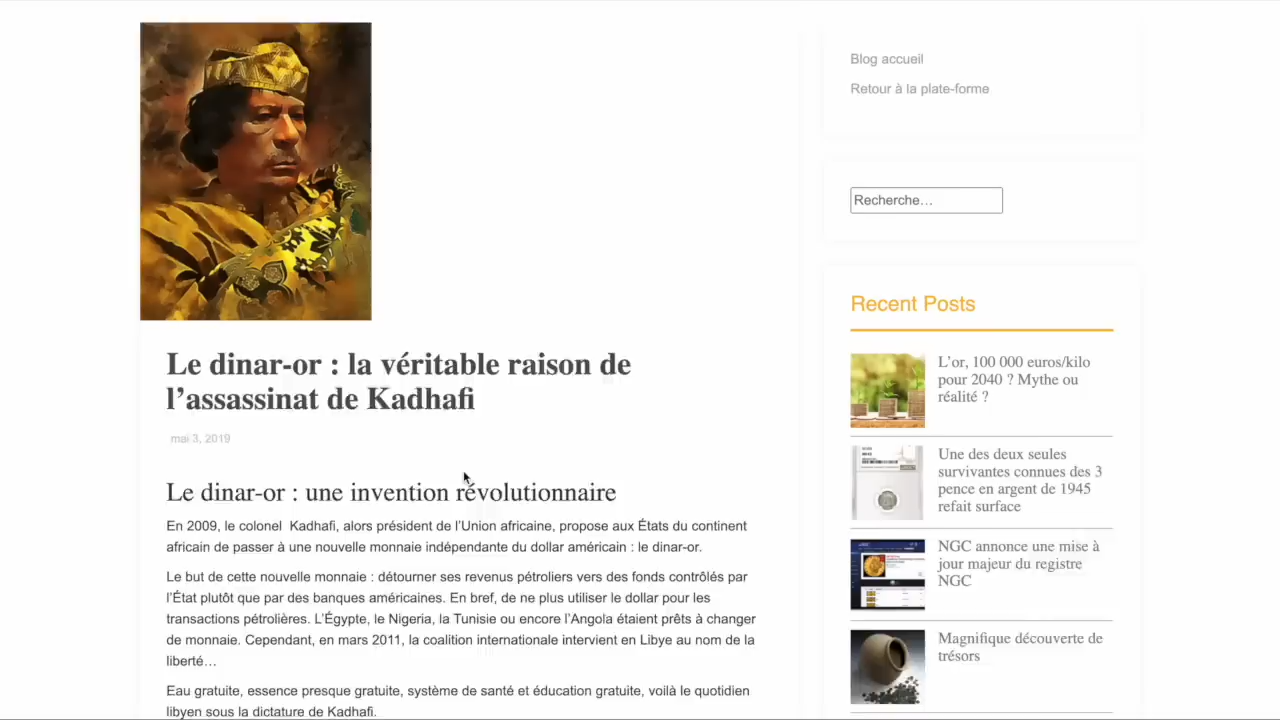 Blog accueil
Retour à la plate-forme
Recherche…
Recent Posts
L’or, 100 000 euros/kilo
pour 2040 ? Mythe ou
réalité ?
Une des deux seules
survivantes connues des 3
pence en argent de 1945
refait surface
NGC annonce une mise à
jour majeur du registre
NGC
Magnifique découverte de
trésors
Le dinar-or : la véritable raison de
l’assassinat de Kadhafi
mai 3, 2019
Le dinar-or : une invention révolutionnaire
En 2009, le colonel  Kadhafi, alors président de l’Union africaine, propose aux États du continent
africain de passer à une nouvelle monnaie indépendante du dollar américain : le dinar-or.
Le but de cette nouvelle monnaie : détourner ses revenus pétroliers vers des fonds contrôlés par
l’État plutôt que par des banques américaines. En bref, de ne plus utiliser le dollar pour les
transactions pétrolières. L’Égypte, le Nigeria, la Tunisie ou encore l’Angola étaient prêts à changer
de monnaie. Cependant, en mars 2011, la coalition internationale intervient en Libye au nom de la
liberté…
Eau gratuite, essence presque gratuite, système de santé et éducation gratuite, voilà le quotidien
libyen sous la dictature de Kadhafi.